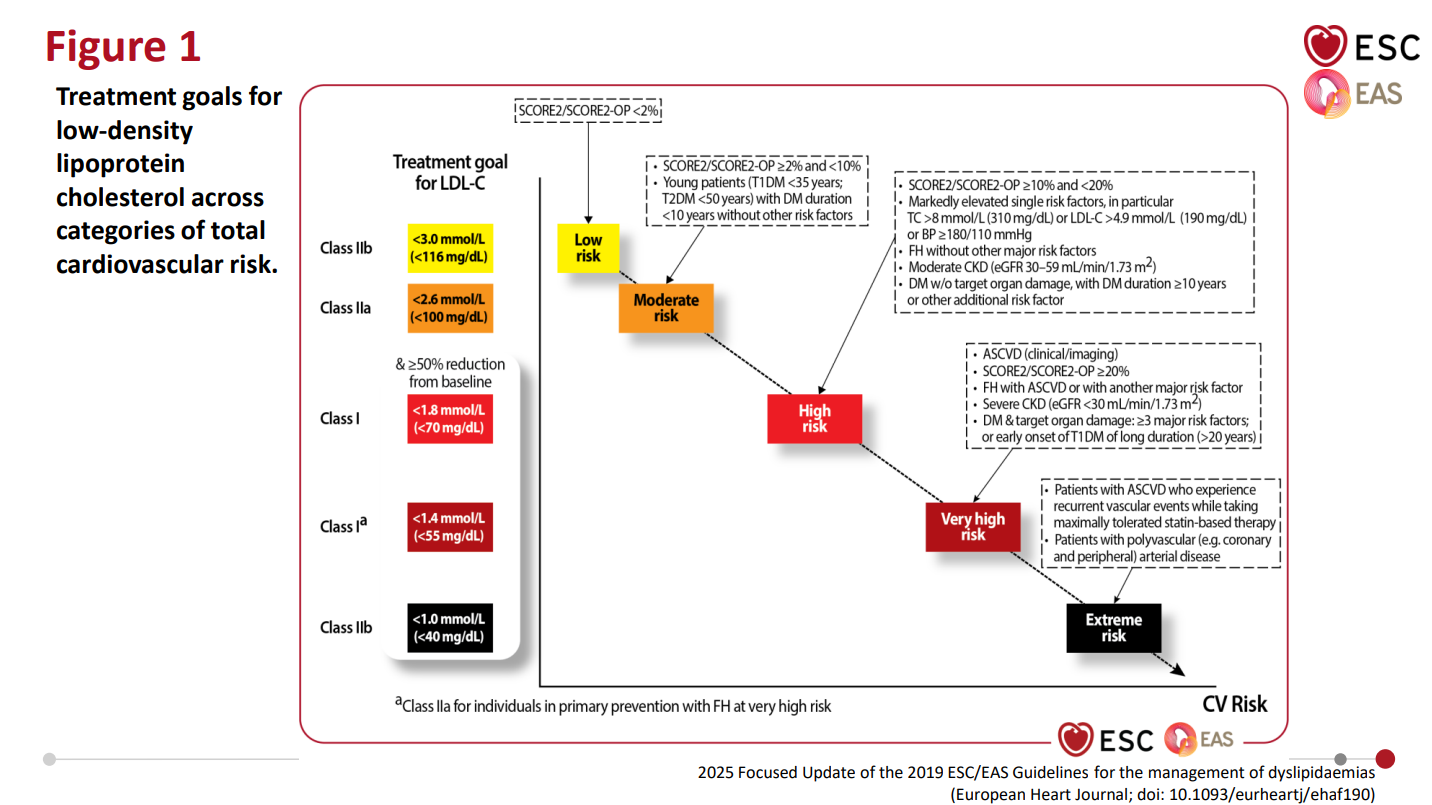 Figure 1
ESC
EAS
Treatment goals for
low-density
lipoprotein
cholesterol across
categories of total
cardiovascular risk.
SCORE2/SCORE2-OP <2%
Treatment goal
for LDL-C
• SCORE2/SCORE2-OP ≥2% and <10%
• Young patients (T1DM <35 years;
T2DM <50 years) with DM duration
<10 years without other risk factors
• SCORE2/SCORE2-OP ≥10% and <20%
• Markedly elevated single risk factors, in particular
TC >8 mmol/L (310 mg/dL) or LDL-C >4.9 mmol/L (190 mg/dL)
or BP ≥180/110 mmHg
• FH without other major risk factors
• Moderate CKD (eGFR 30–59 mL/min/1.73 m²)
• DM w/o target organ damage, with DM duration ≥10 years
or other additional risk factor
Class IIb
<3.0 mmol/L
(<116 mg/dL)
Low
risk
Class IIa
<2.6 mmol/L
(<100 mg/dL)
Moderate
risk
& ≥50% reduction
from baseline
• ASCVD (clinical/imaging)
• SCORE2/SCORE2-OP ≥20%
• FH with ASCVD or with another major risk factor
• Severe CKD (eGFR <30 mL/min/1.73 m²)
• DM & target organ damage: ≥3 major risk factors;
or early onset of T1DM of long duration (>20 years)
Class I
<1.8 mmol/L
(<70 mg/dL)
High
risk
• Patients with ASCVD who experience
recurrent vascular events while taking
maximally tolerated statin-based therapy
• Patients with polyvascular (e.g. coronary
and peripheral) arterial disease
Class Iᵃ
<1.4 mmol/L
(<55 mg/dL)
Very high
risk
Class IIb
<1.0 mmol/L
(<40 mg/dL)
Extreme
risk
ᵃClass IIa for individuals in primary prevention with FH at very high risk
CV Risk
ESC
EAS
2025 Focused Update of the 2019 ESC/EAS Guidelines for the management of dyslipidaemias
(European Heart Journal; doi: 10.1093/eurheartj/ehaf190)